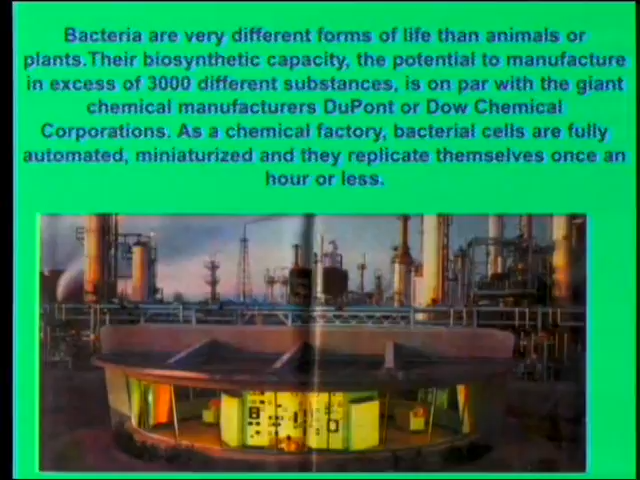 Bacteria are very different forms of life than animals or
plants.Their biosynthetic capacity, the potential to manufacture
in excess of 3000 different substances, is on par with the giant
chemical manufacturers DuPont or Dow Chemical
Corporations. As a chemical factory, bacterial cells are fully
automated, miniaturized and they replicate themselves once an
hour or less.